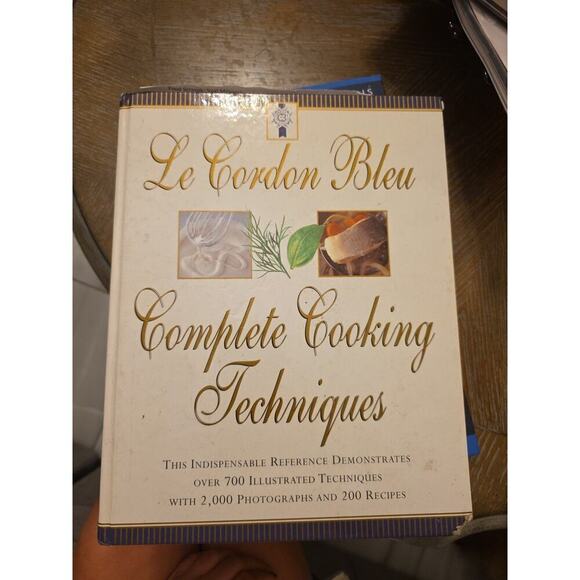 Le Cordon Bleu
Complete Cooking
Techniques
THIS INDISPENSABLE REFERENCE DEMONSTRATES
OVER 700 ILLUSTRATED TECHNIQUES
WITH 2,000 PHOTOGRAPHS AND 200 RECIPES